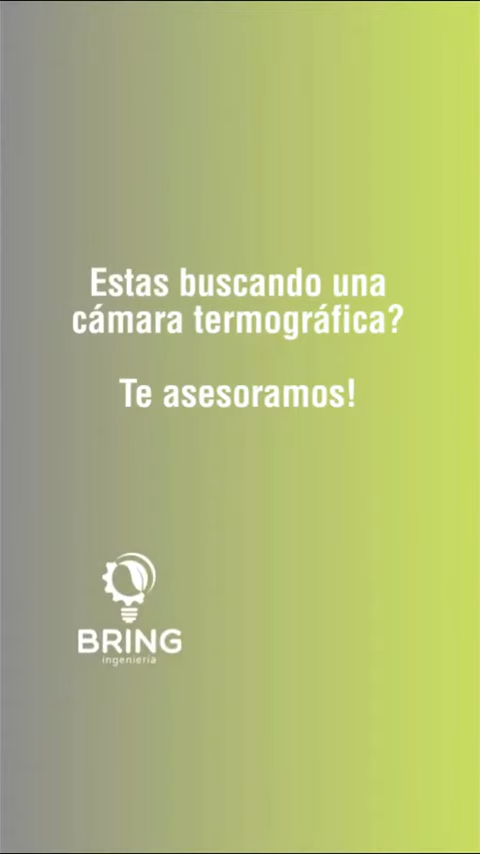 Estas buscando una
cámara termográfica?
Te asesoramos!
BRING
ingeniería